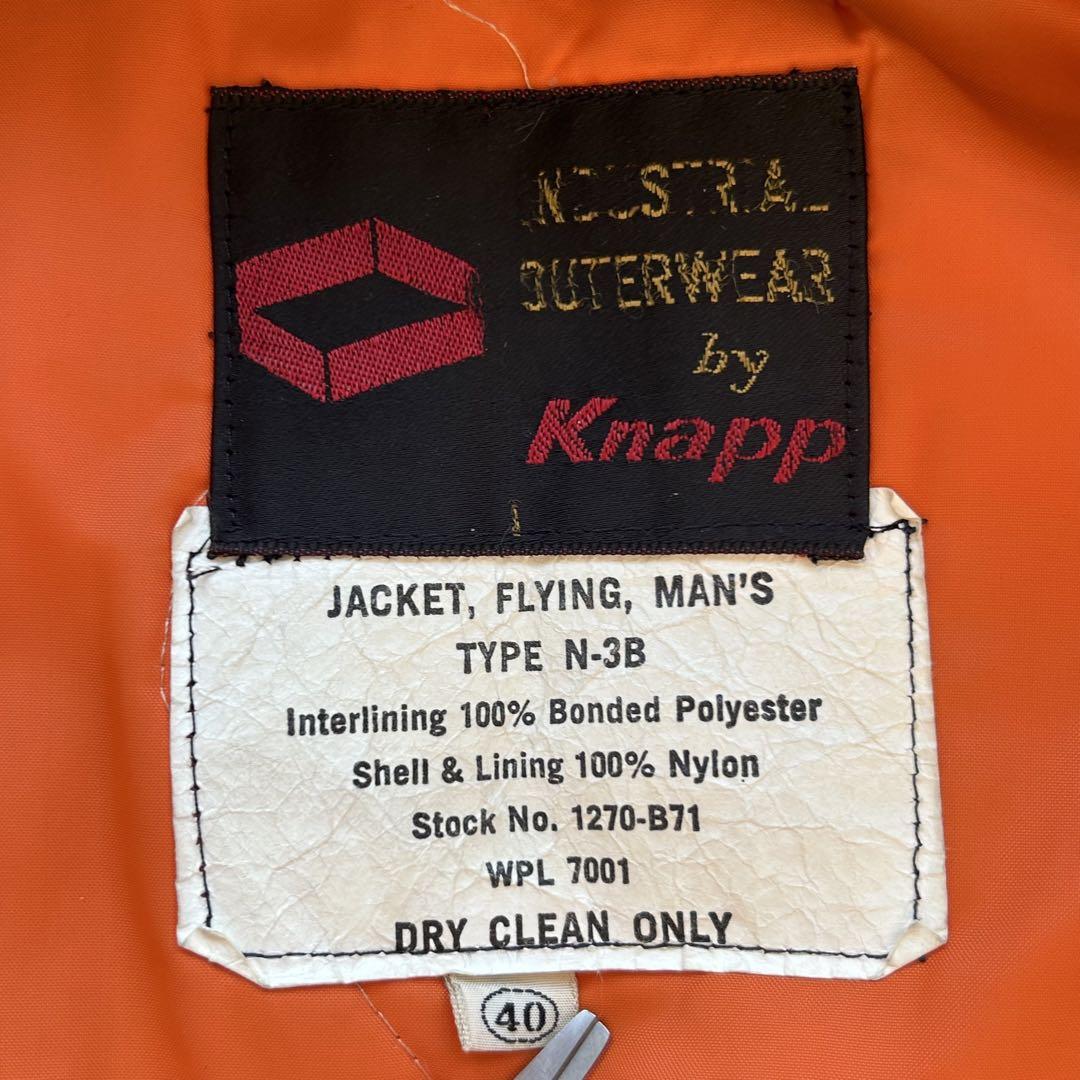 INDUSTRIAL
OUTERWEAR
by
Knapp
JACKET, FLYING, MAN'S
TYPE N-3B
Interlining 100% Bonded Polyester
Shell & Lining 100% Nylon
Stock No. 1270-B71
WPL 7001
DRY CLEAN ONLY
40